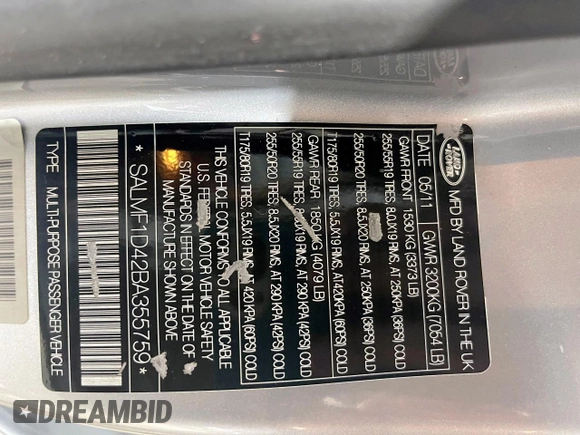 LAND
ROVER
MFD BY LAND ROVER IN THE UK
DATE 05/11 GVWR 3200KG (7054 LB)
GAWR FRONT 1530 KG (3373 LB)
255/55R19 TIRES, 8.0JX19 RIMS, AT 250KPA (36PSI) COLD
255/50R20 TIRES, 8.5JX20 RIMS, AT 250KPA (36PSI) COLD
T175/80R19 TIRES, 5.5JX19 RIMS, AT 420KPA (60PSI) COLD
GAWR REAR 1850 KG (4079 LB)
255/55R19 TIRES, 8.0JX19 RIMS, AT 290 KPA (42PSI) COLD
255/50R20 TIRES, 8.5JX20 RIMS, AT 290 KPA (42PSI) COLD
T175/80R19 TIRES, 5.5JX19 RIMS, 420 KPA (60PSI) COLD
THIS VEHICLE CONFORMS TO ALL APPLICABLE
U.S. MOTOR VEHICLE SAFETY
STANDARDS IN EFFECT ON THE DATE OF
MANUFACTURE SHOWN ABOVE.
*SALMF1D42BA355759*
TYPE MULTI-PURPOSE PASSENGER VEHICLE
DREAMBID